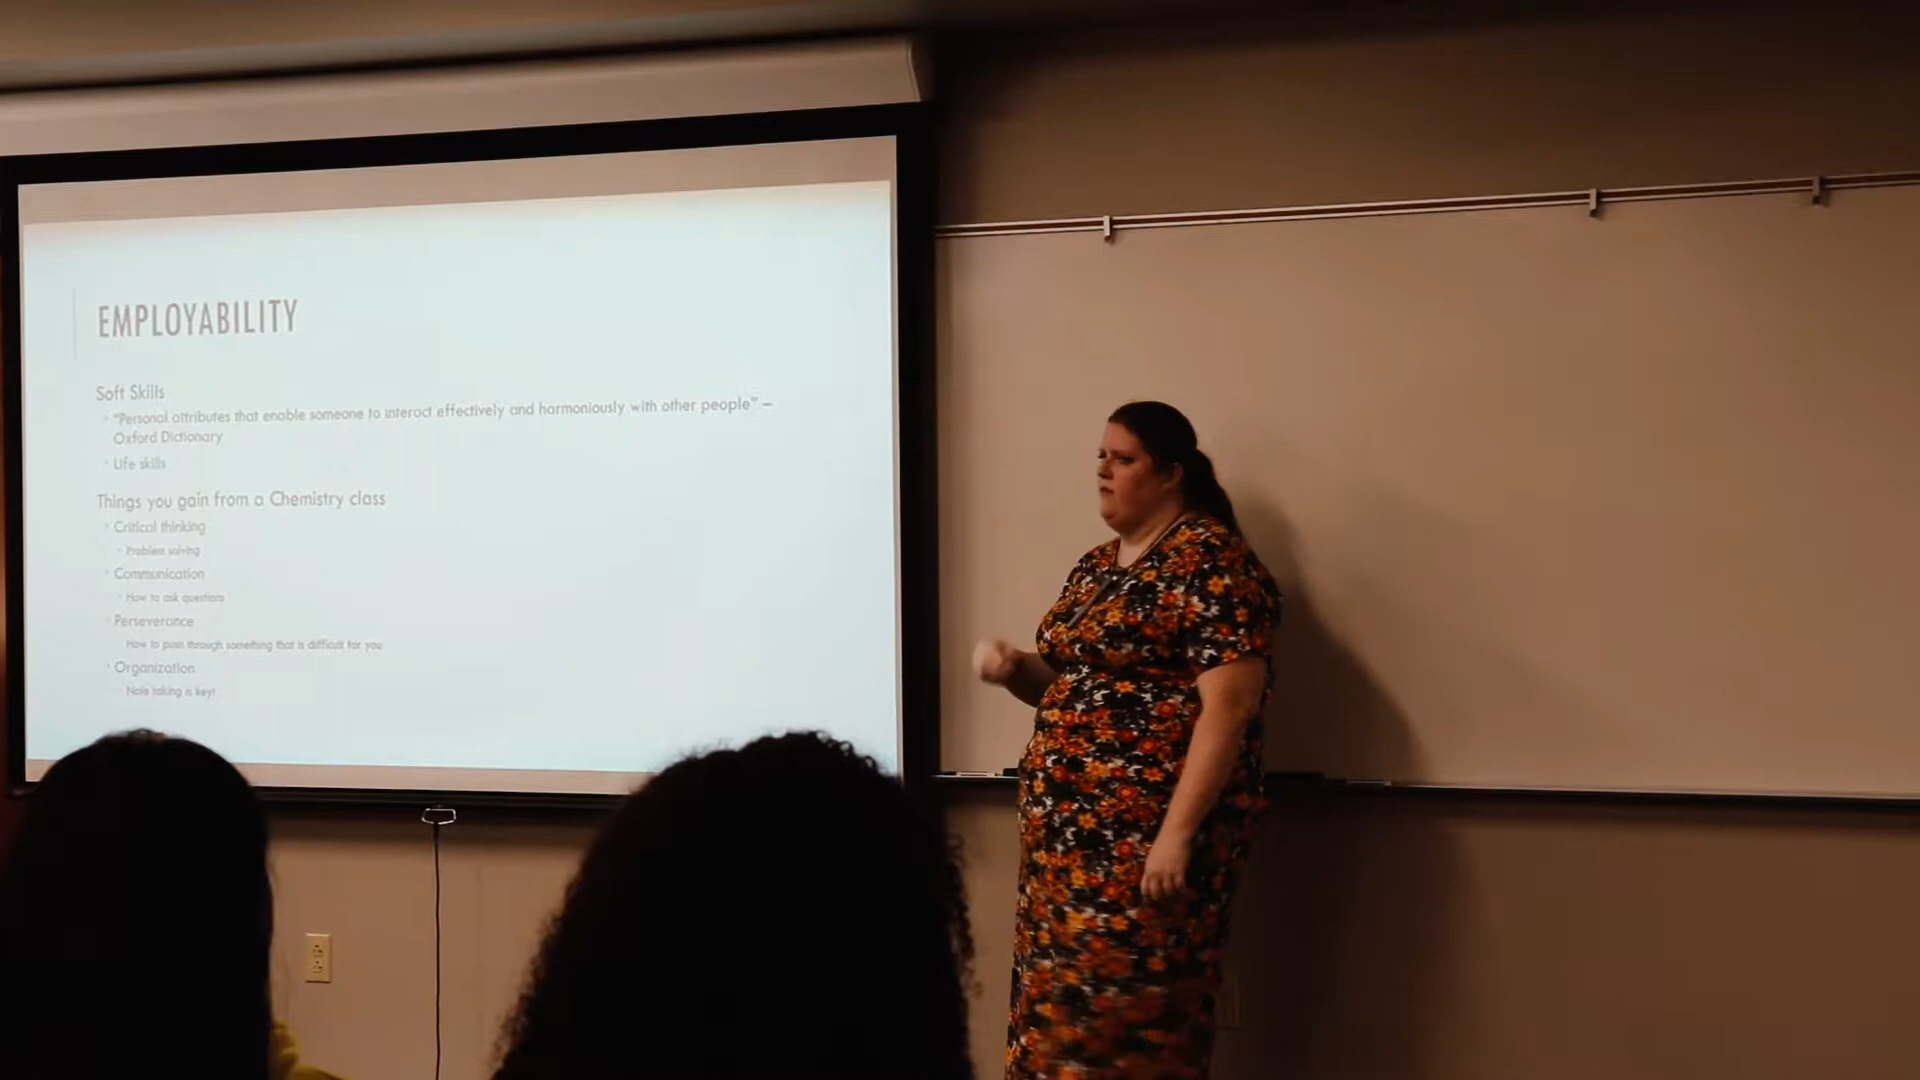 EMPLOYABILITY
Soft Skills
"Personal attributes that enable someone to interact effectively and harmoniously with other people" –
Oxford Dictionary
Life skills
Things you gain from a Chemistry class
Critical thinking
Problem solving
Communication
How to ask questions
Perseverance
How to push through something that is difficult for you
Organization
Note taking is key!